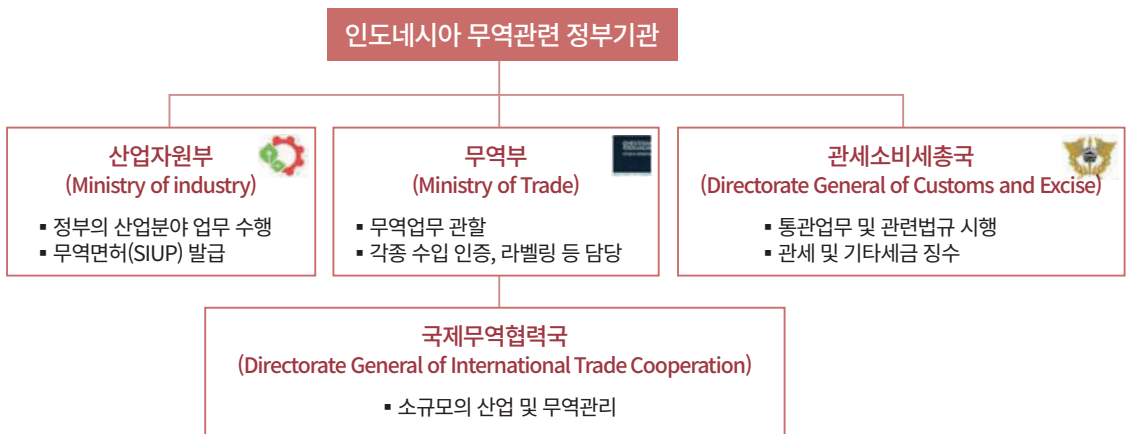 인도네시아 무역관련 정부기관
산업자원부
(Ministry of industry)
▪ 정부의 산업분야 업무 수행
▪ 무역면허(SIUP) 발급
무역부
(Ministry of Trade)
▪ 무역업무 관할
▪ 각종 수입 인증, 라벨링 등 담당
관세소비세총국
(Directorate General of Customs and Excise)
▪ 통관업무 및 관련법규 시행
▪ 관세 및 기타세금 징수
국제무역협력국
(Directorate General of International Trade Cooperation)
▪ 소규모의 산업 및 무역관리